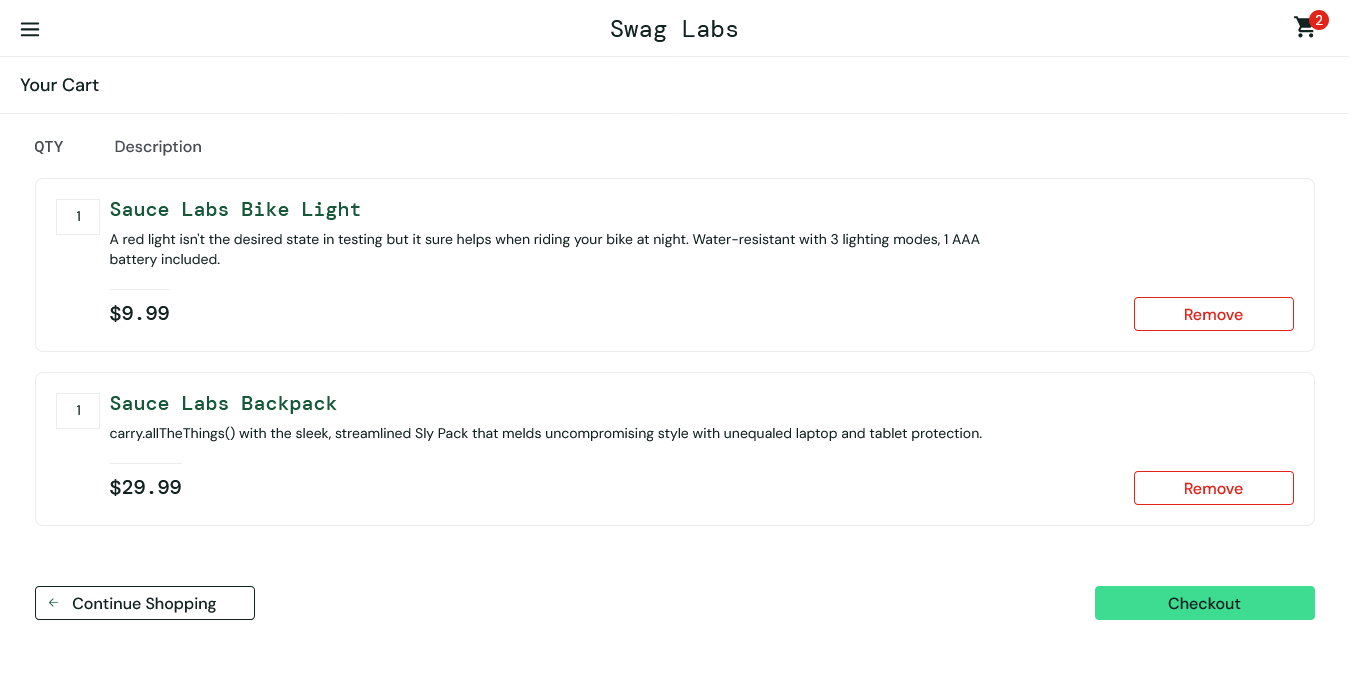 Swag Labs
2
Your Cart
QTY Description
1
Sauce Labs Bike Light
A red light isn't the desired state in testing but it sure helps when riding your bike at night. Water-resistant with 3 lighting modes, 1 AAA
battery included.
$9.99
Remove
1
Sauce Labs Backpack
carry.allTheThings() with the sleek, streamlined Sly Pack that melds uncompromising style with unequaled laptop and tablet protection.
$29.99
Remove
Continue Shopping
Checkout